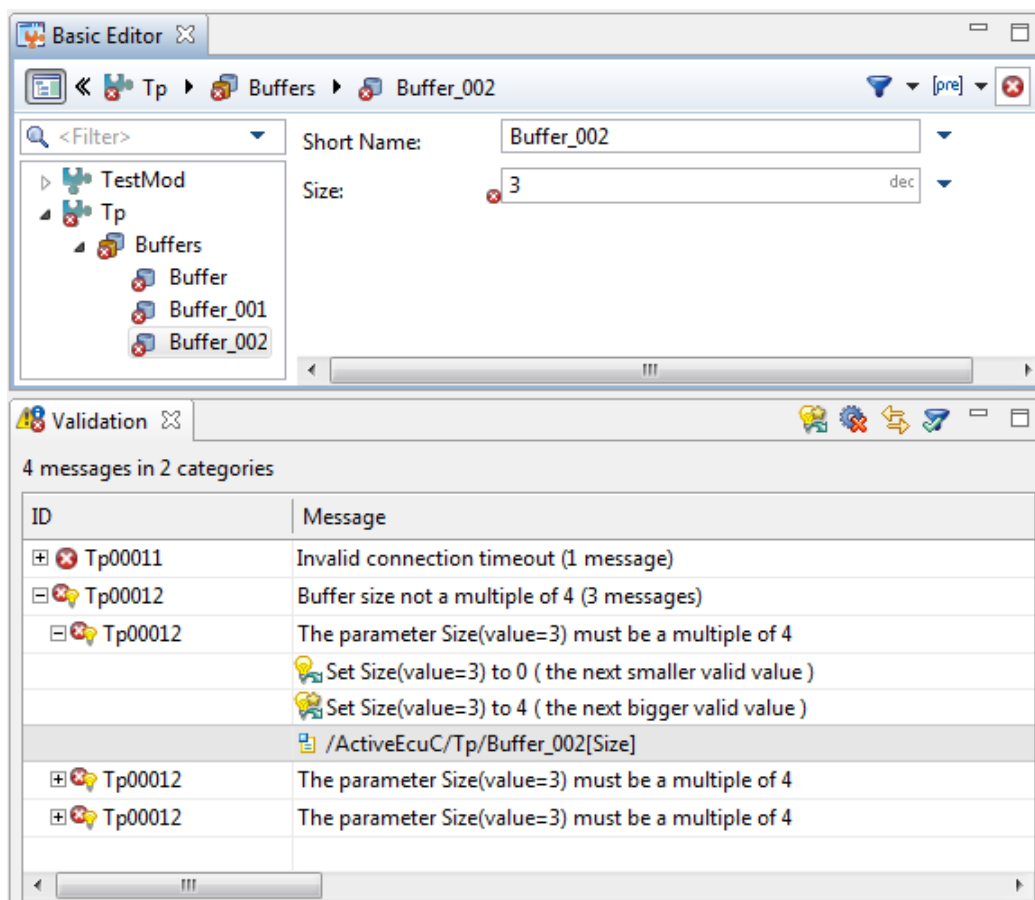 Basic Editor
Tp Buffers Buffer_002 [pre]
<Filter>
Short Name: Buffer_002
TestMod
Size: 3 dec
Tp
Buffers
Buffer
Buffer_001
Buffer_002
Validation
4 messages in 2 categories
ID Message
Tp00011 Invalid connection timeout (1 message)
Tp00012 Buffer size not a multiple of 4 (3 messages)
Tp00012 The parameter Size(value=3) must be a multiple of 4
Set Size(value=3) to 0 ( the next smaller valid value )
Set Size(value=3) to 4 ( the next bigger valid value )
/ActiveEcuC/Tp/Buffer_002[Size]
Tp00012 The parameter Size(value=3) must be a multiple of 4
Tp00012 The parameter Size(value=3) must be a multiple of 4